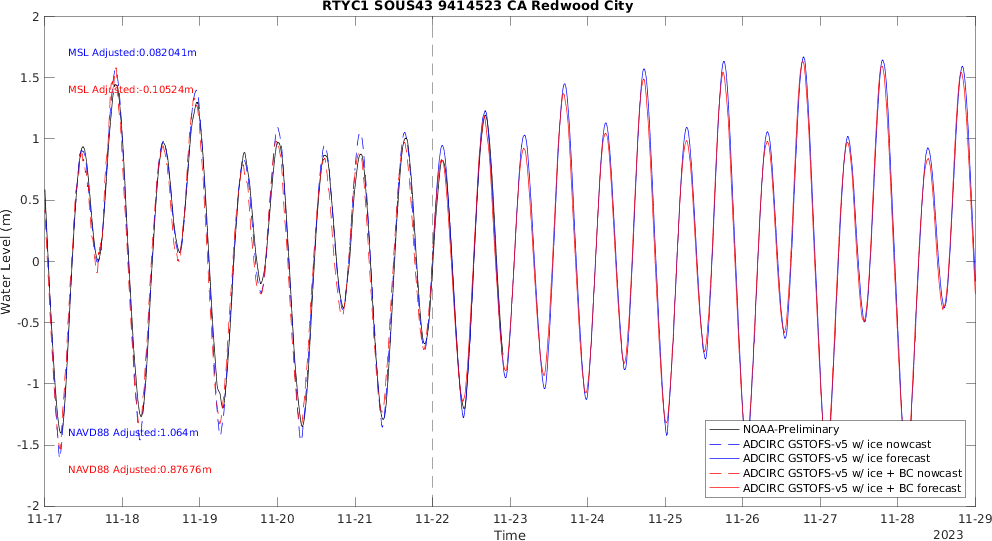 RTYC1 SOUS43 9414523 CA Redwood City
2
1.5
1
0.5
0
-0.5
-1
-1.5
-2
Water Level (m)
MSL Adjusted:0.082041m
MSL Adjusted:-0.10524m
NAVD88 Adjusted:1.064m
NAVD88 Adjusted:0.87676m
NOAA-Preliminary
ADCIRC GSTOFS-v5 w/ ice nowcast
ADCIRC GSTOFS-v5 w/ ice forecast
ADCIRC GSTOFS-v5 w/ ice + BC nowcast
ADCIRC GSTOFS-v5 w/ ice + BC forecast
11-17 11-18 11-19 11-20 11-21 11-22 11-23 11-24 11-25 11-26 11-27 11-28 11-29
Time
2023